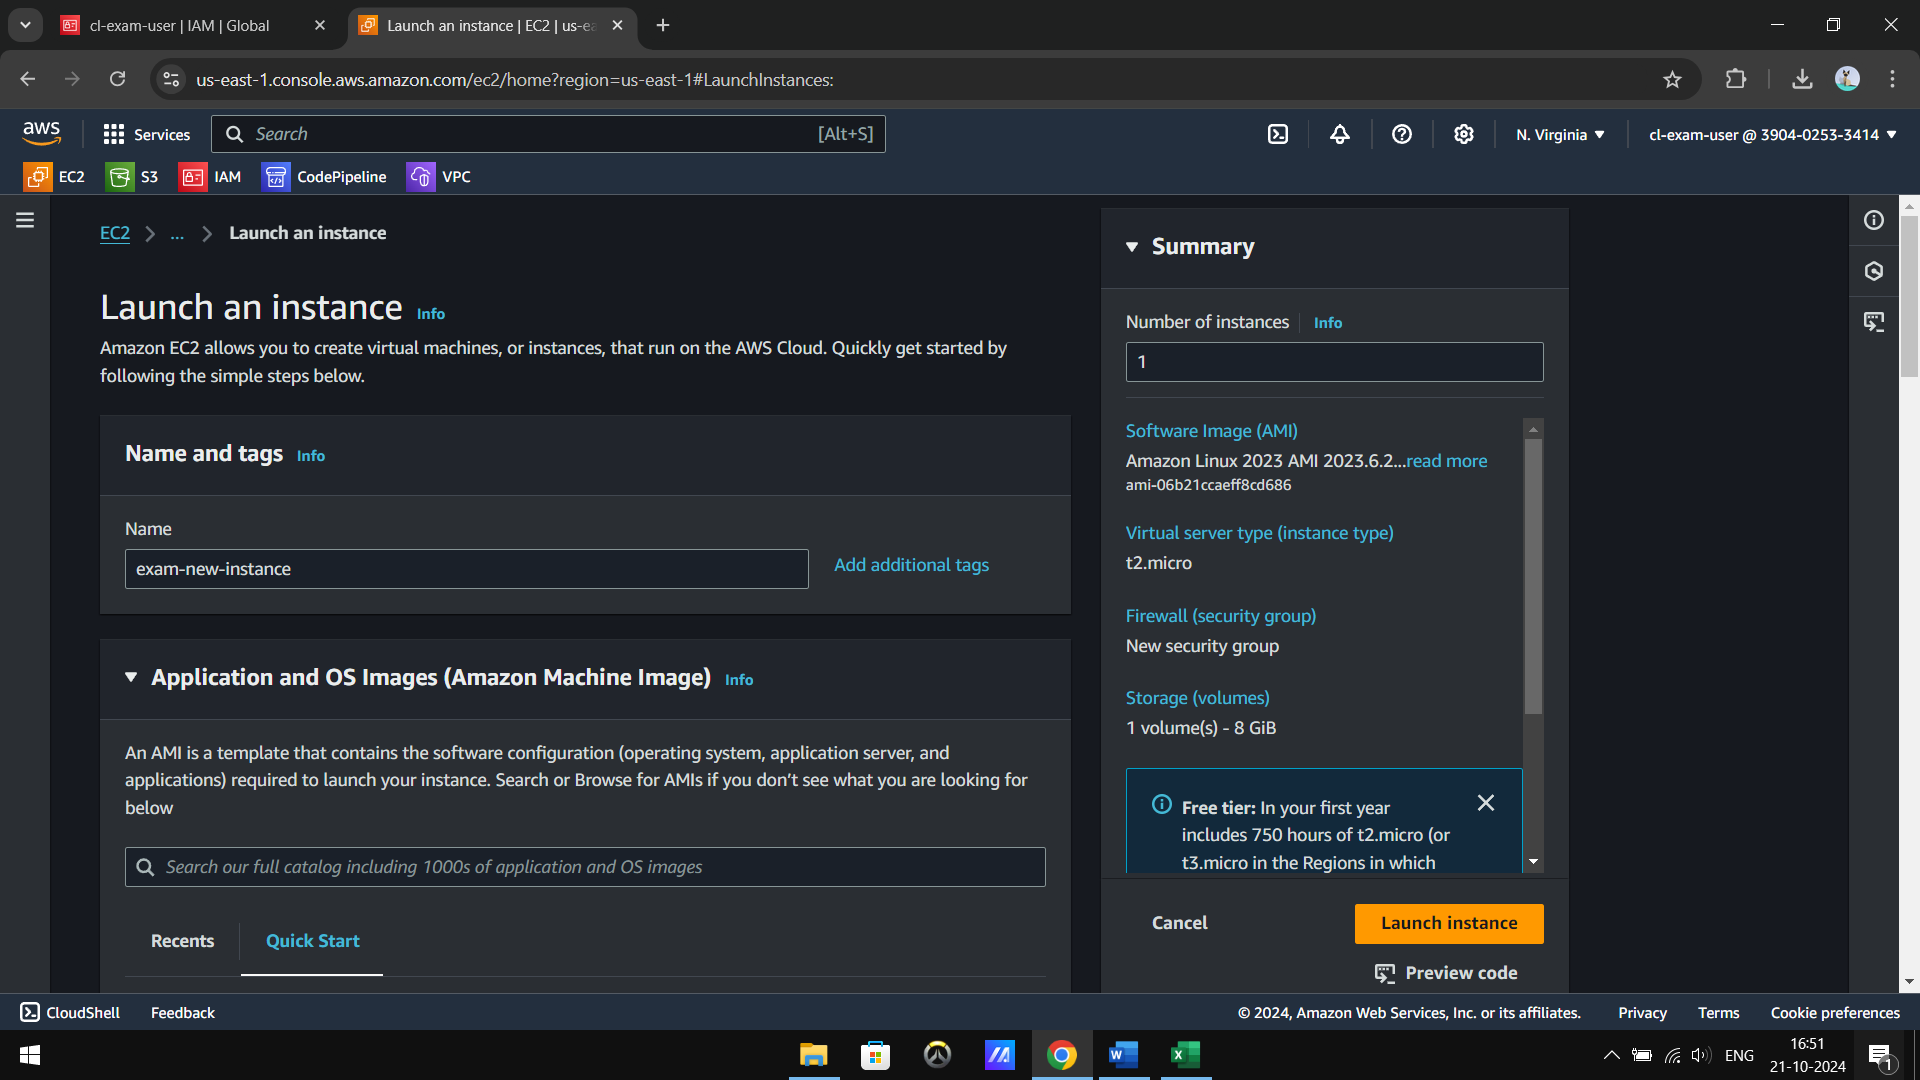 cl-exam-user | IAM | Global
Launch an instance | EC2 | us-ea
us-east-1.console.aws.amazon.com/ec2/home?region=us-east-1#LaunchInstances:
aws
Services
Search
[Alt+S]
N. Virginia
cl-exam-user @ 3904-0253-3414
EC2
S3
IAM
CodePipeline
VPC
EC2
...
Launch an instance
Launch an instance Info
Amazon EC2 allows you to create virtual machines, or instances, that run on the AWS Cloud. Quickly get started by
following the simple steps below.
Name and tags Info
Name
exam-new-instance
Add additional tags
Application and OS Images (Amazon Machine Image) Info
An AMI is a template that contains the software configuration (operating system, application server, and
applications) required to launch your instance. Search or Browse for AMIs if you don’t see what you are looking for
below
Search our full catalog including 1000s of application and OS images
Recents
Quick Start
Summary
Number of instances Info
1
Software Image (AMI)
Amazon Linux 2023 AMI 2023.6.2...read more
ami-06b21ccaeff8cd686
Virtual server type (instance type)
t2.micro
Firewall (security group)
New security group
Storage (volumes)
1 volume(s) - 8 GiB
Free tier: In your first year
includes 750 hours of t2.micro (or
t3.micro in the Regions in which
Cancel
Launch instance
Preview code
CloudShell
Feedback
© 2024, Amazon Web Services, Inc. or its affiliates.
Privacy
Terms
Cookie preferences
ENG
16:51
21-10-2024
1